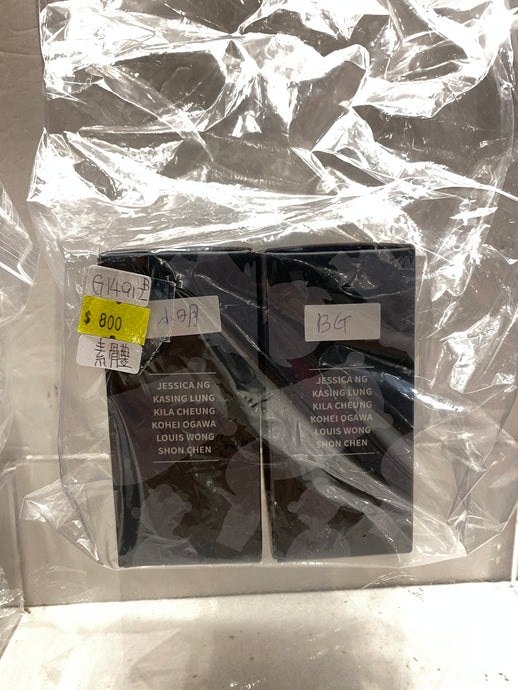 $ 800
素體
BG
JESSICA NG
KASING LUNG
KILA CHEUNG
KOHEI OGAWA
LOUIS WONG
SHON CHEN
JESSICA NG
KASING LUNG
KILA CHEUNG
KOHEI OGAWA
LOUIS WONG
SHON CHEN